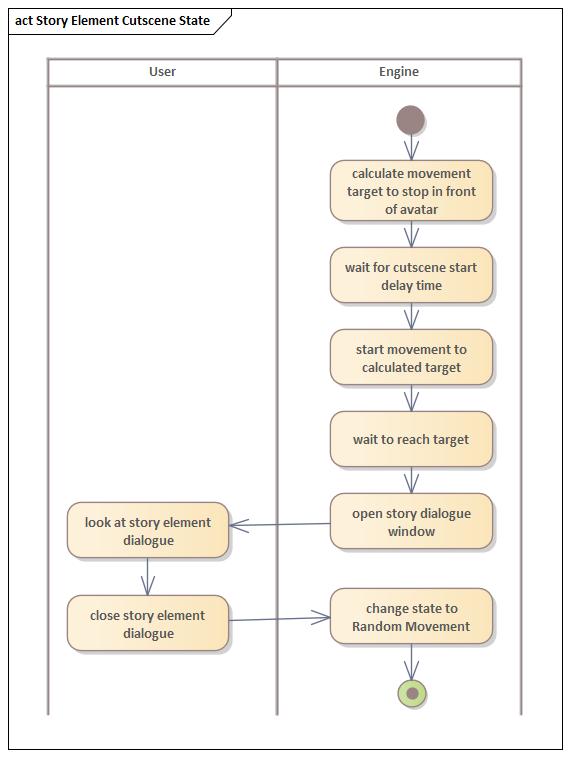 act Story Element Cutscene State
User
Engine
calculate movement
target to stop in front
of avatar
wait for cutscene start
delay time
start movement to
calculated target
wait to reach target
open story dialogue
window
look at story element
dialogue
close story element
dialogue
change state to
Random Movement